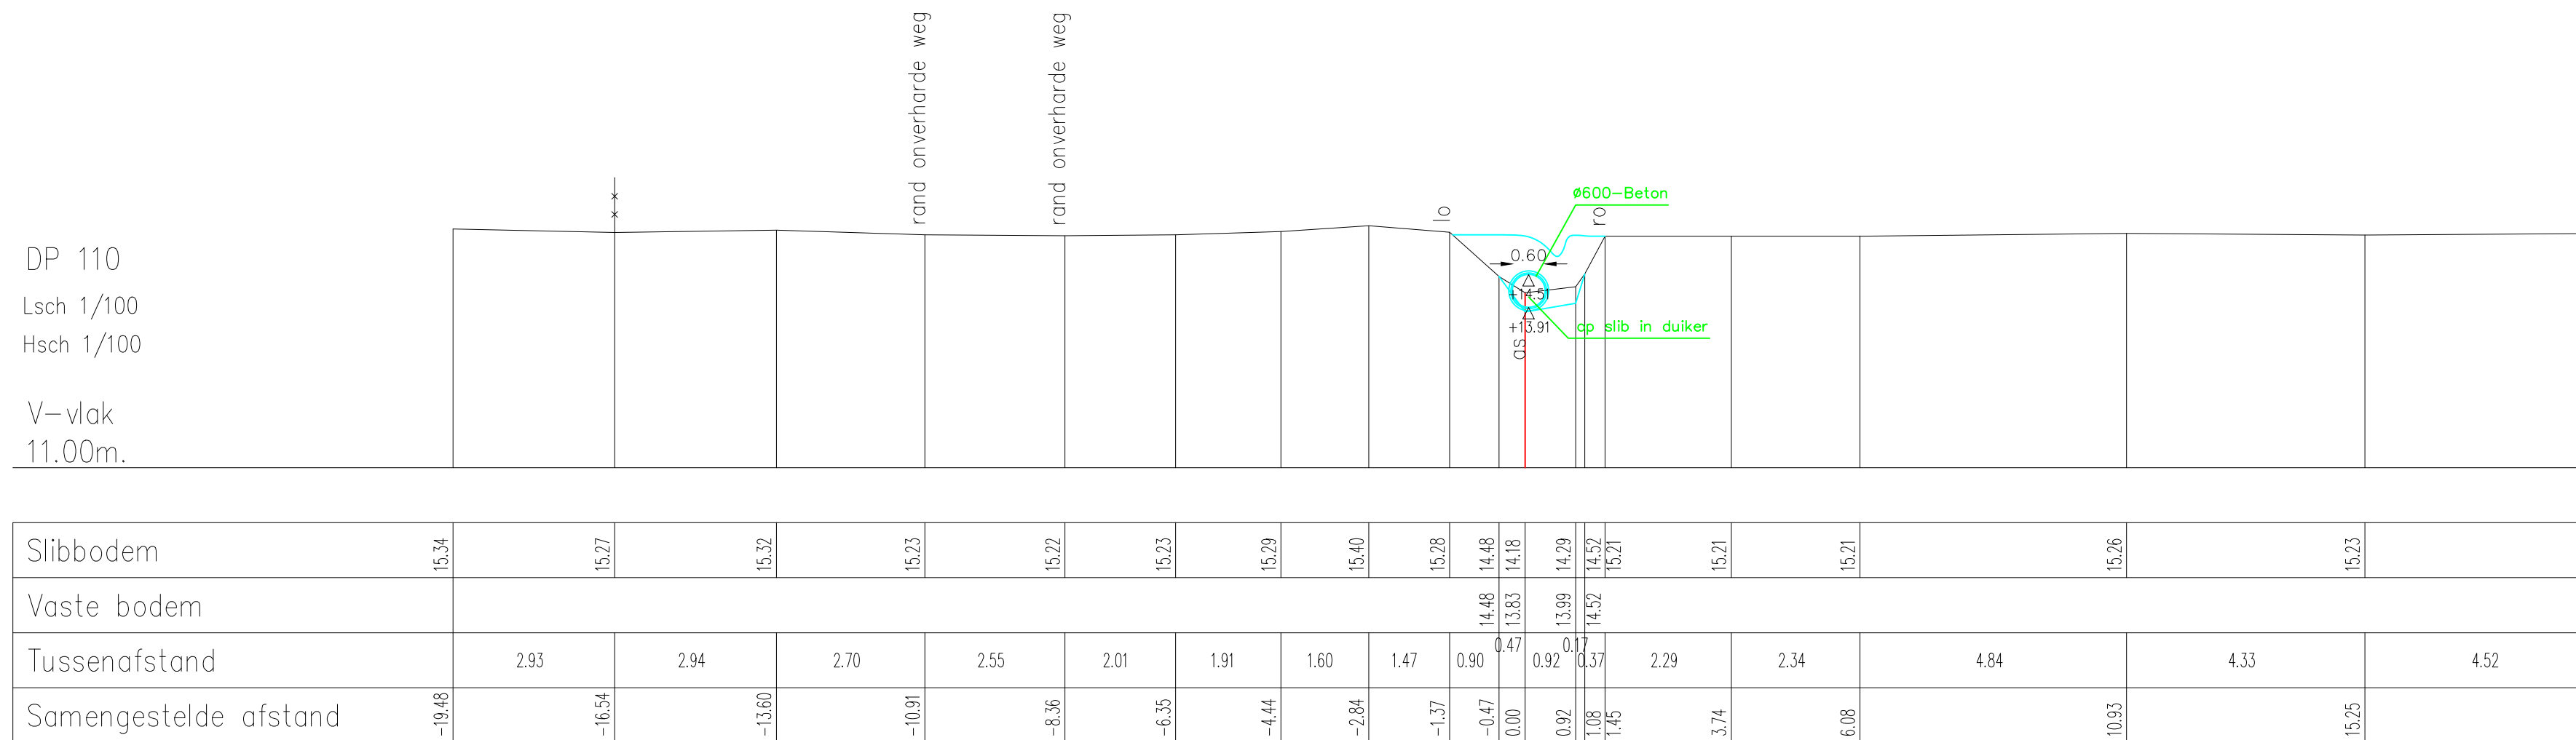 rand onverharde weg
rand onverharde weg
Ø600-Beton
lo
ro
DP 110
0.60
Lsch 1/100
+14.51
Hsch 1/100
+13.91
op slib in duiker
as
V-vlak
11.00m.
Slibbodem 15.34 15.27 15.32 15.23 15.22 15.23 15.29 15.40 15.28 14.48 14.18 14.29 14.52 15.21 15.21 15.21 15.26 15.23
Vaste bodem 14.48 13.83 13.99 14.52
Tussenafstand 2.93 2.94 2.70 2.55 2.01 1.91 1.60 1.47 0.90 0.47 0.92 0.17 0.37 2.29 2.34 4.84 4.33 4.52
Samengestelde afstand -19.48 -16.54 -13.60 -10.91 -8.36 -6.35 -4.44 -2.84 -1.37 -0.47 0.00 0.92 1.08 1.45 3.74 6.08 10.93 15.25